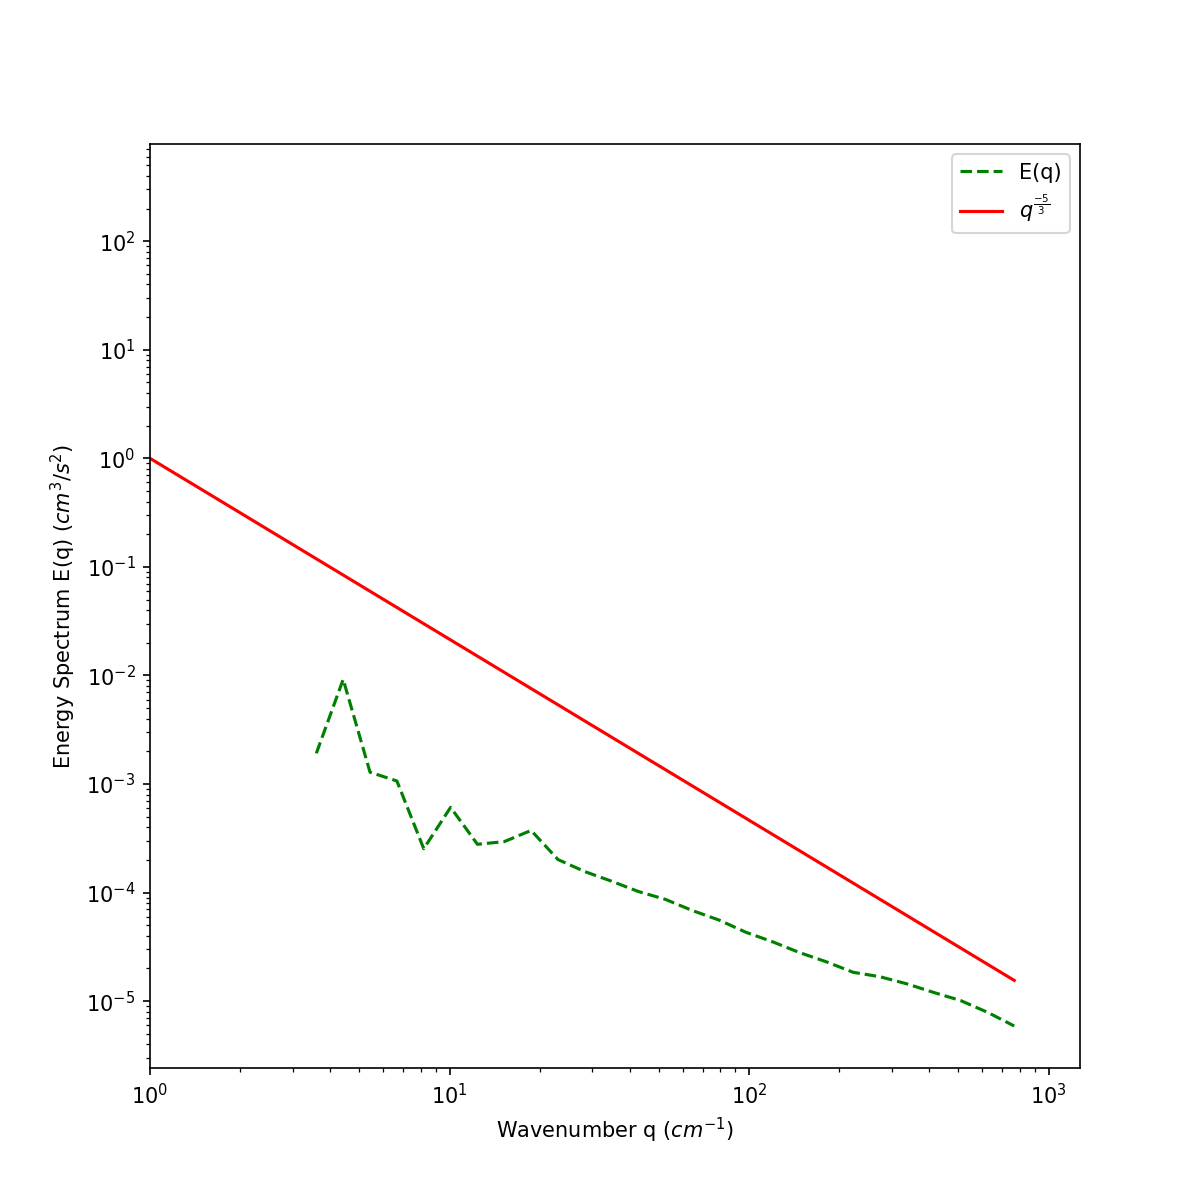 E(q)
q^{-5/3}
10^2
10^1
10^0
10^{-1}
10^{-2}
10^{-3}
10^{-4}
10^{-5}
Energy Spectrum E(q) (cm^3/s^2)
10^0 10^1 10^2 10^3
Wavenumber q (cm^{-1})